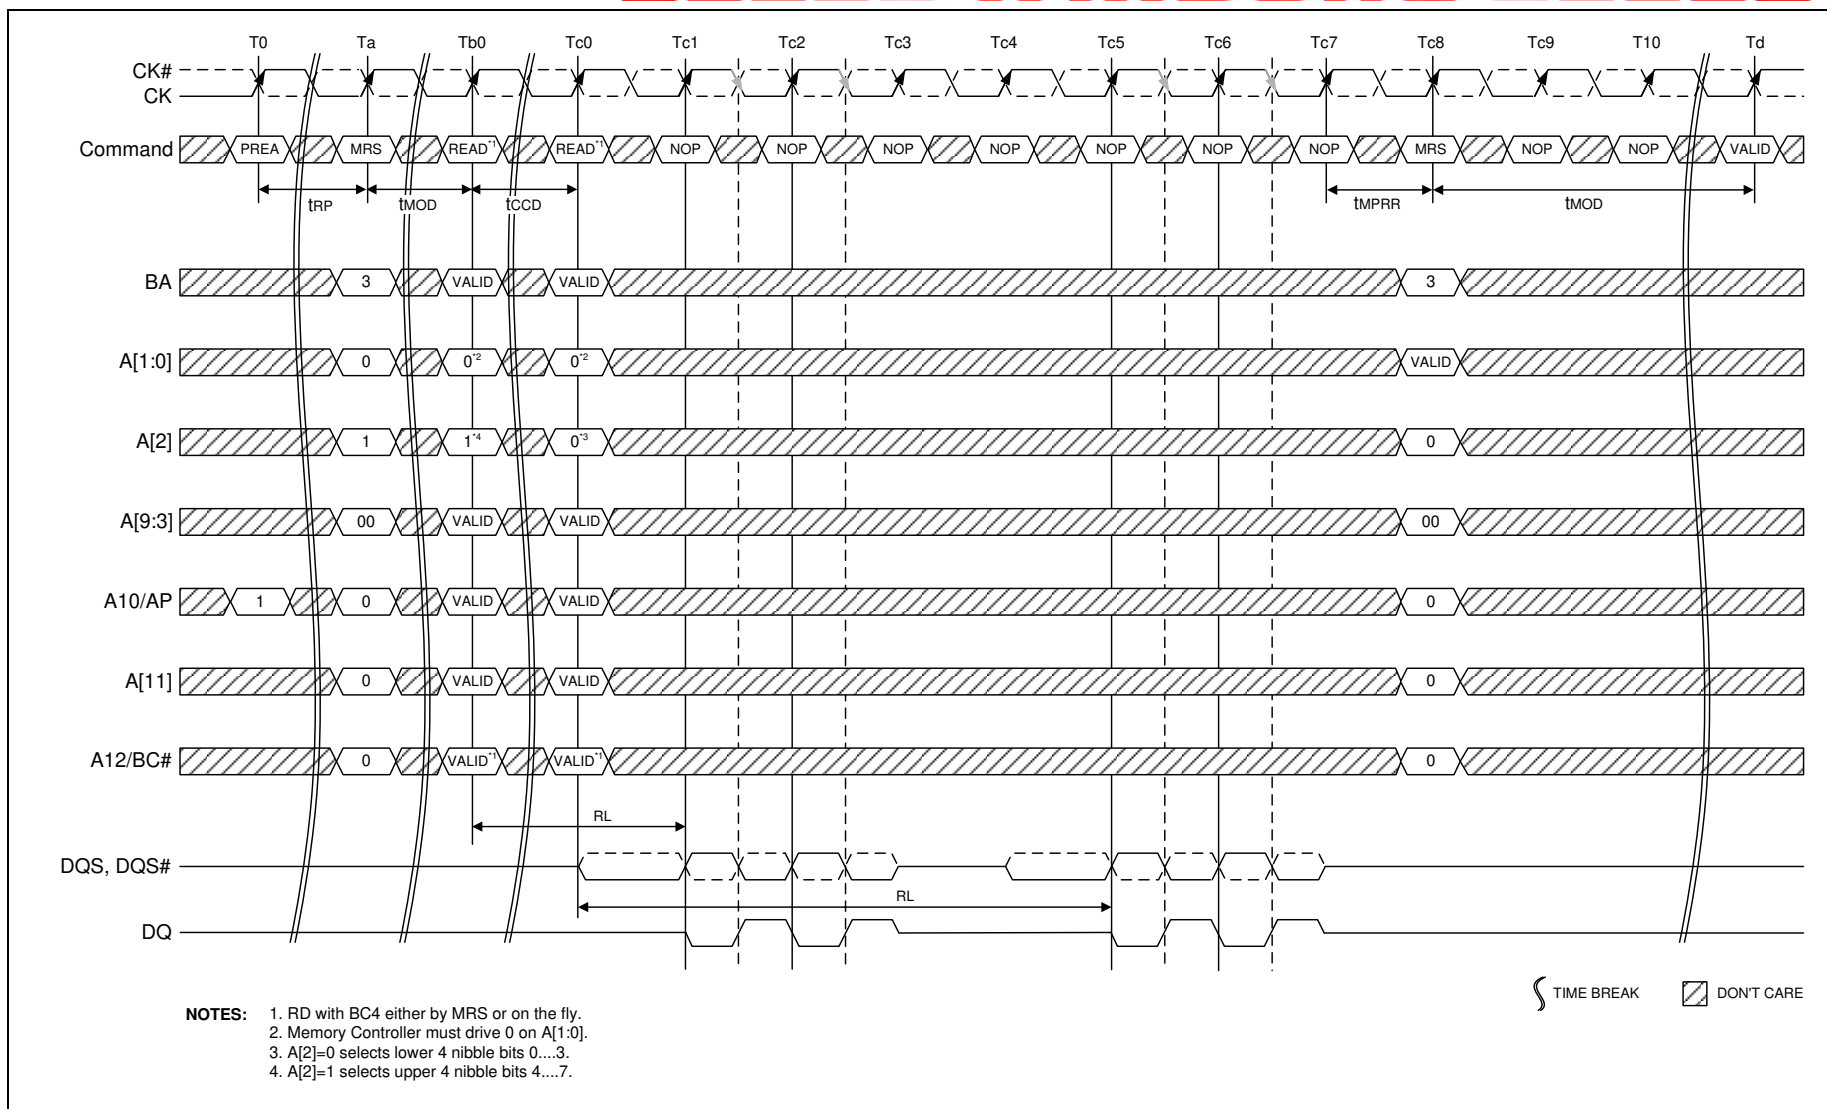 T0 Ta Tb0 Tc0 Tc1 Tc2 Tc3 Tc4 Tc5 Tc6 Tc7 Tc8 Tc9 T10 Td
CK#
CK
Command PREA MRS READ*1 READ*1 NOP NOP NOP NOP NOP NOP NOP MRS NOP NOP VALID
tRP tMOD tCCD tMPRR tMOD
BA 3 VALID VALID 3
A[1:0] 0 0*2 0*2 VALID
A[2] 1 1*4 0*3 0
A[9:3] 00 VALID VALID 00
A10/AP 1 0 VALID VALID 0
A[11] 0 VALID VALID 0
A12/BC# 0 VALID*1 VALID*1 0
RL
DQS, DQS#
RL
DQ
TIME BREAK DON'T CARE
NOTES: 1. RD with BC4 either by MRS or on the fly.
2. Memory Controller must drive 0 on A[1:0].
3. A[2]=0 selects lower 4 nibble bits 0....3.
4. A[2]=1 selects upper 4 nibble bits 4....7.